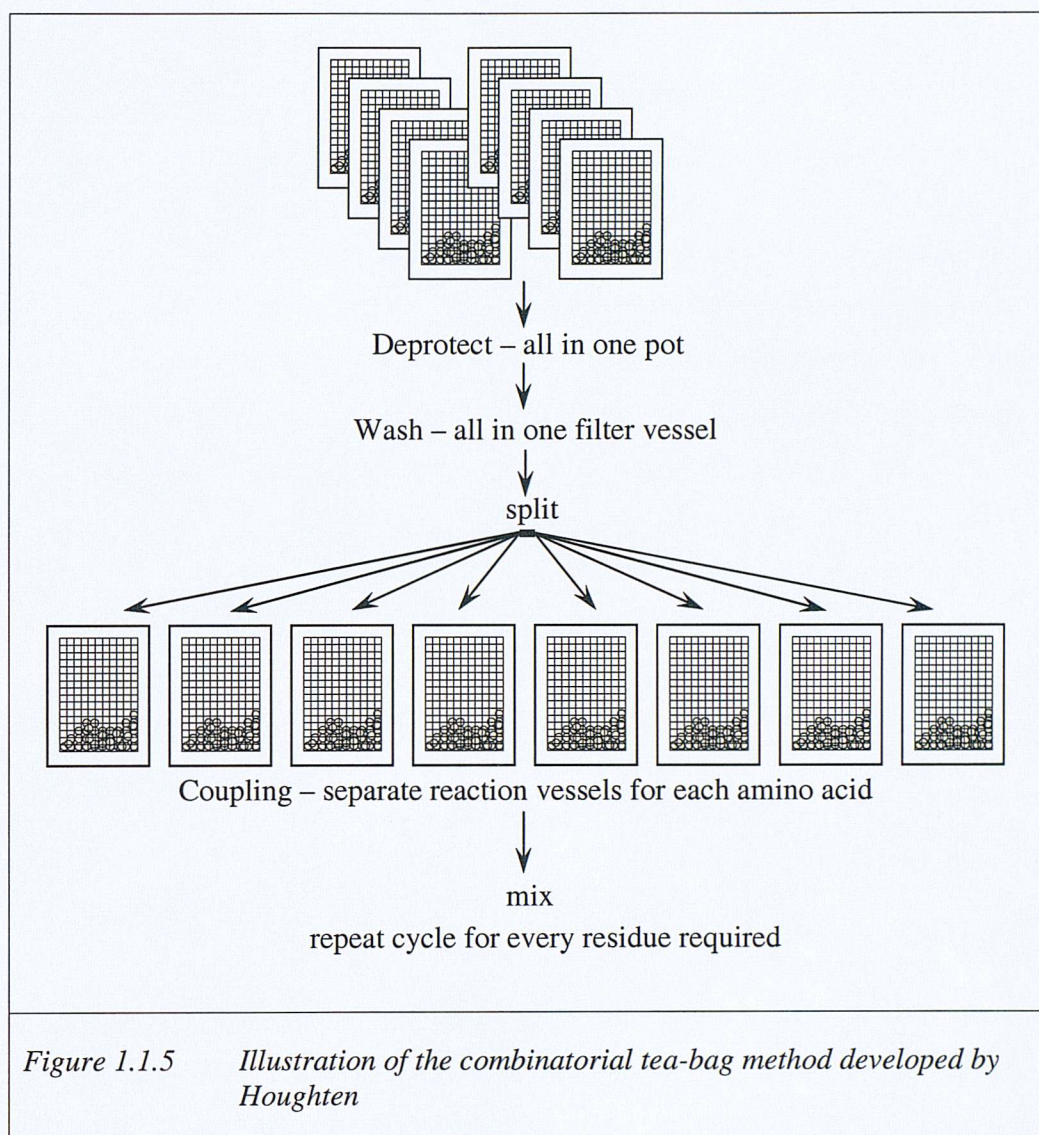 Deprotect – all in one pot
Wash – all in one filter vessel
split
Coupling – separate reaction vessels for each amino acid
mix
repeat cycle for every residue required
Figure 1.1.5 Illustration of the combinatorial tea-bag method developed by
Houghten